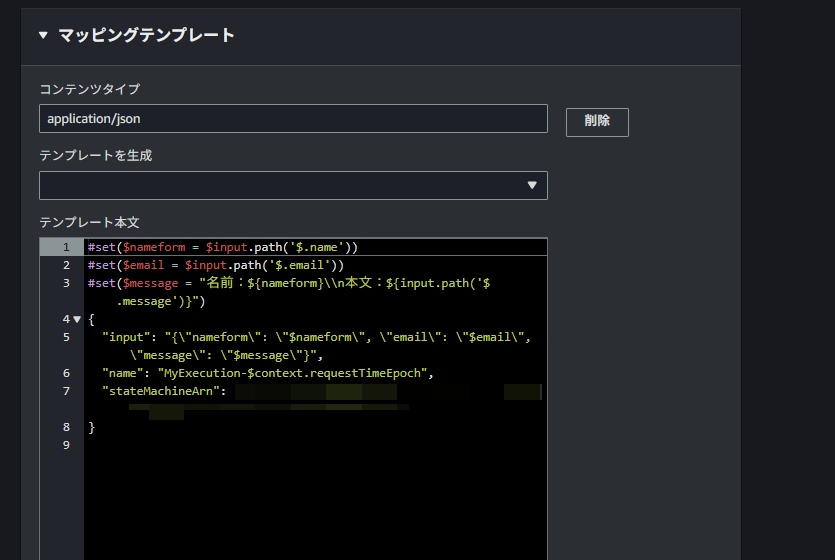 ▼ マッピングテンプレート
コンテンツタイプ
application/json
削除
テンプレートを生成
テンプレート本文
1 #set($nameform = $input.path('$.name'))
2 #set($email = $input.path('$.email'))
3 #set($message = "名前：${nameform}\\n本文：${input.path('$
.message')}")
4 {
5 "input": "{\"nameform\": \"$nameform\", \"email\": \"$email\",
\"message\": \"$message\"}",
6 "name": "MyExecution-$context.requestTimeEpoch",
7 "stateMachineArn":
8 }
9